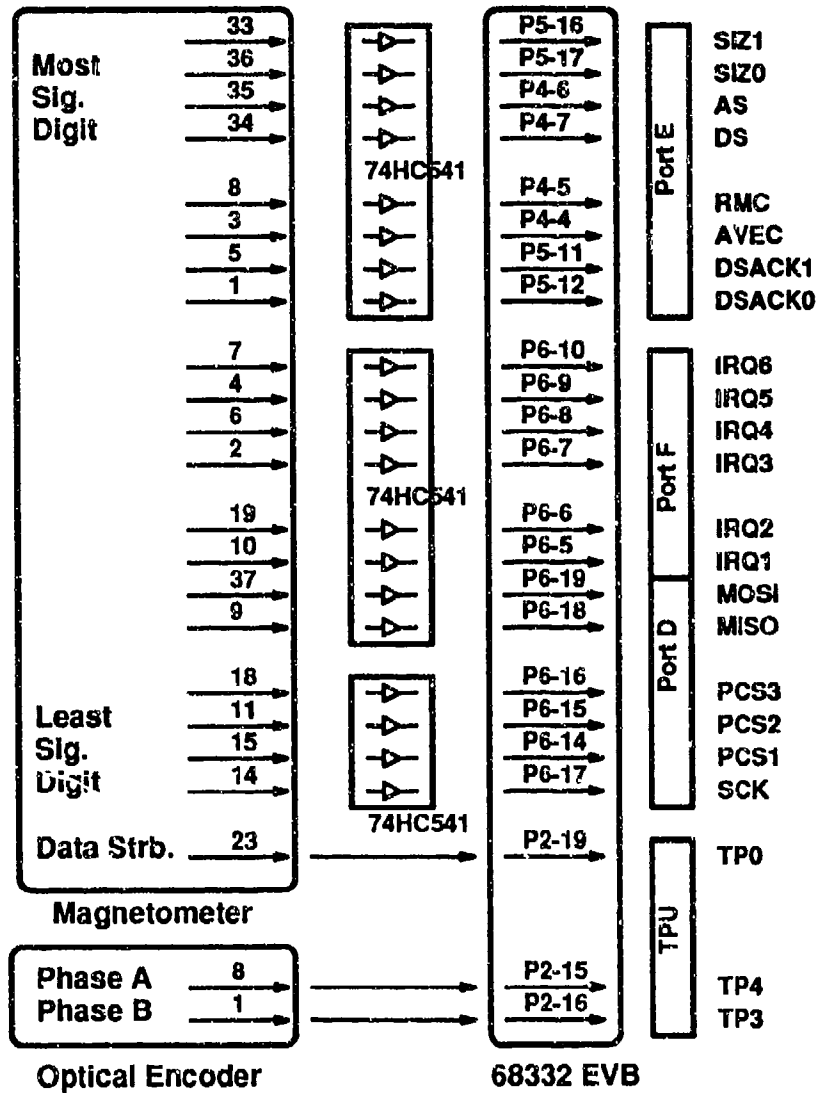 33 P5-16 SIZ1
Most 36 P5-17 SIZ0
Sig. 35 P4-6 AS
Digit 34 P4-7 DS
74HC541
Port E
8 P4-5 RMC
3 P4-4 AVEC
5 P5-11 DSACK1
1 P5-12 DSACK0
7 P6-10 IRQ6
4 P6-9 IRQ5
6 P6-8 IRQ4
2 P6-7 IRQ3
74HC541
Port F
19 P6-6 IRQ2
10 P6-5 IRQ1
37 P6-19 MOSI
9 P6-18 MISO
Port D
18 P6-16 PCS3
Least 11 P6-15 PCS2
Sig. 15 P6-14 PCS1
Digit 14 P6-17 SCK
74HC541
Data Strb. 23 P2-19 TP0
Magnetometer
TPU
Phase A 8 P2-15 TP4
Phase B 1 P2-16 TP3
Optical Encoder 68332 EVB